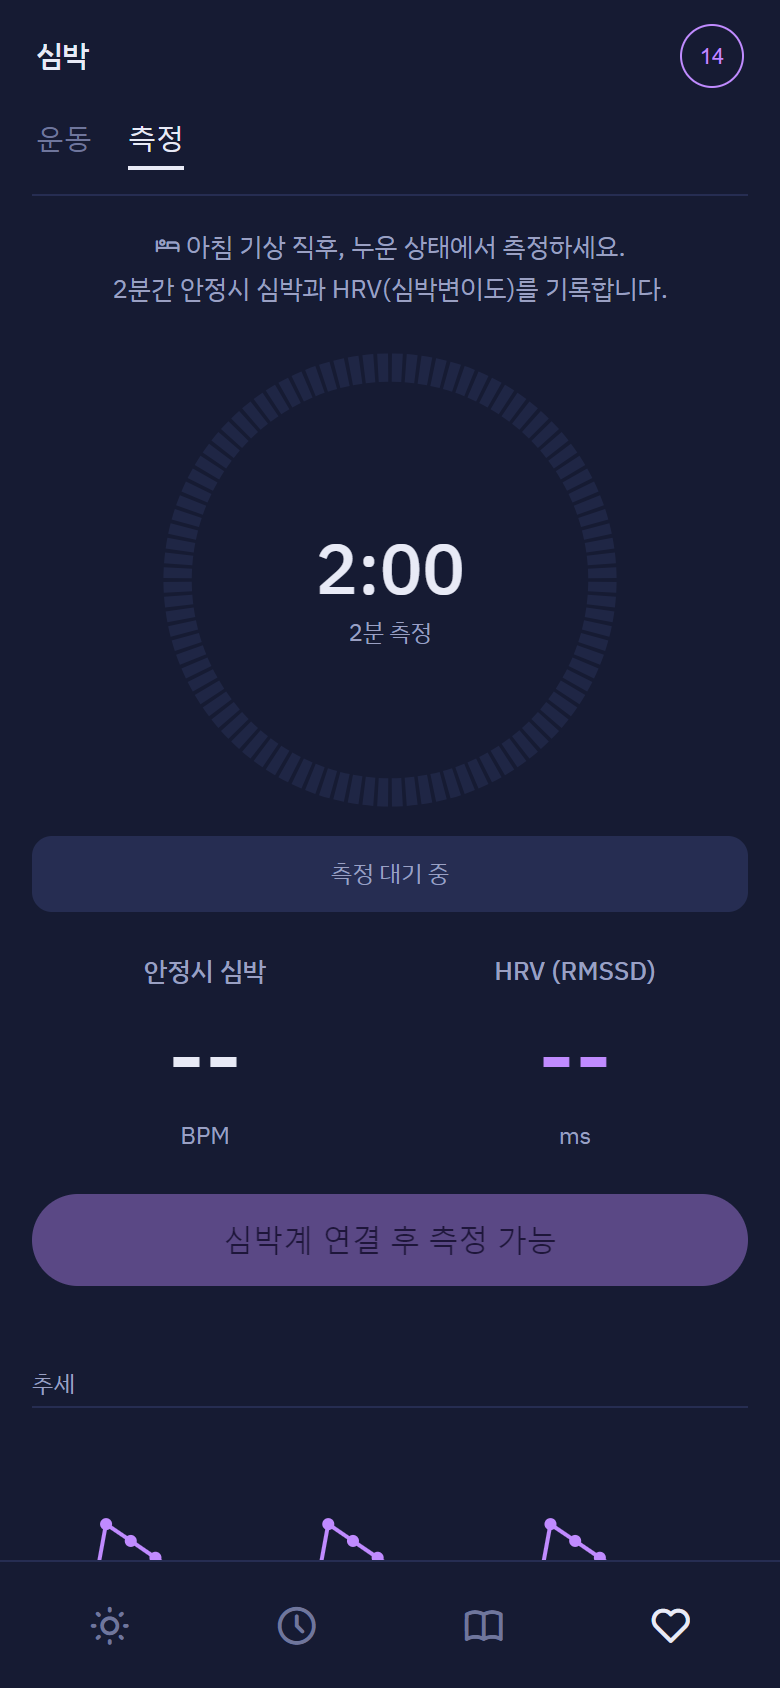 심박
14
운동 측정
아침 기상 직후, 누운 상태에서 측정하세요.
2분간 안정시 심박과 HRV(심박변이도)를 기록합니다.
2:00
2분 측정
측정 대기 중
안정시 심박 HRV (RMSSD)
-- --
BPM ms
심박계 연결 후 측정 가능
추세